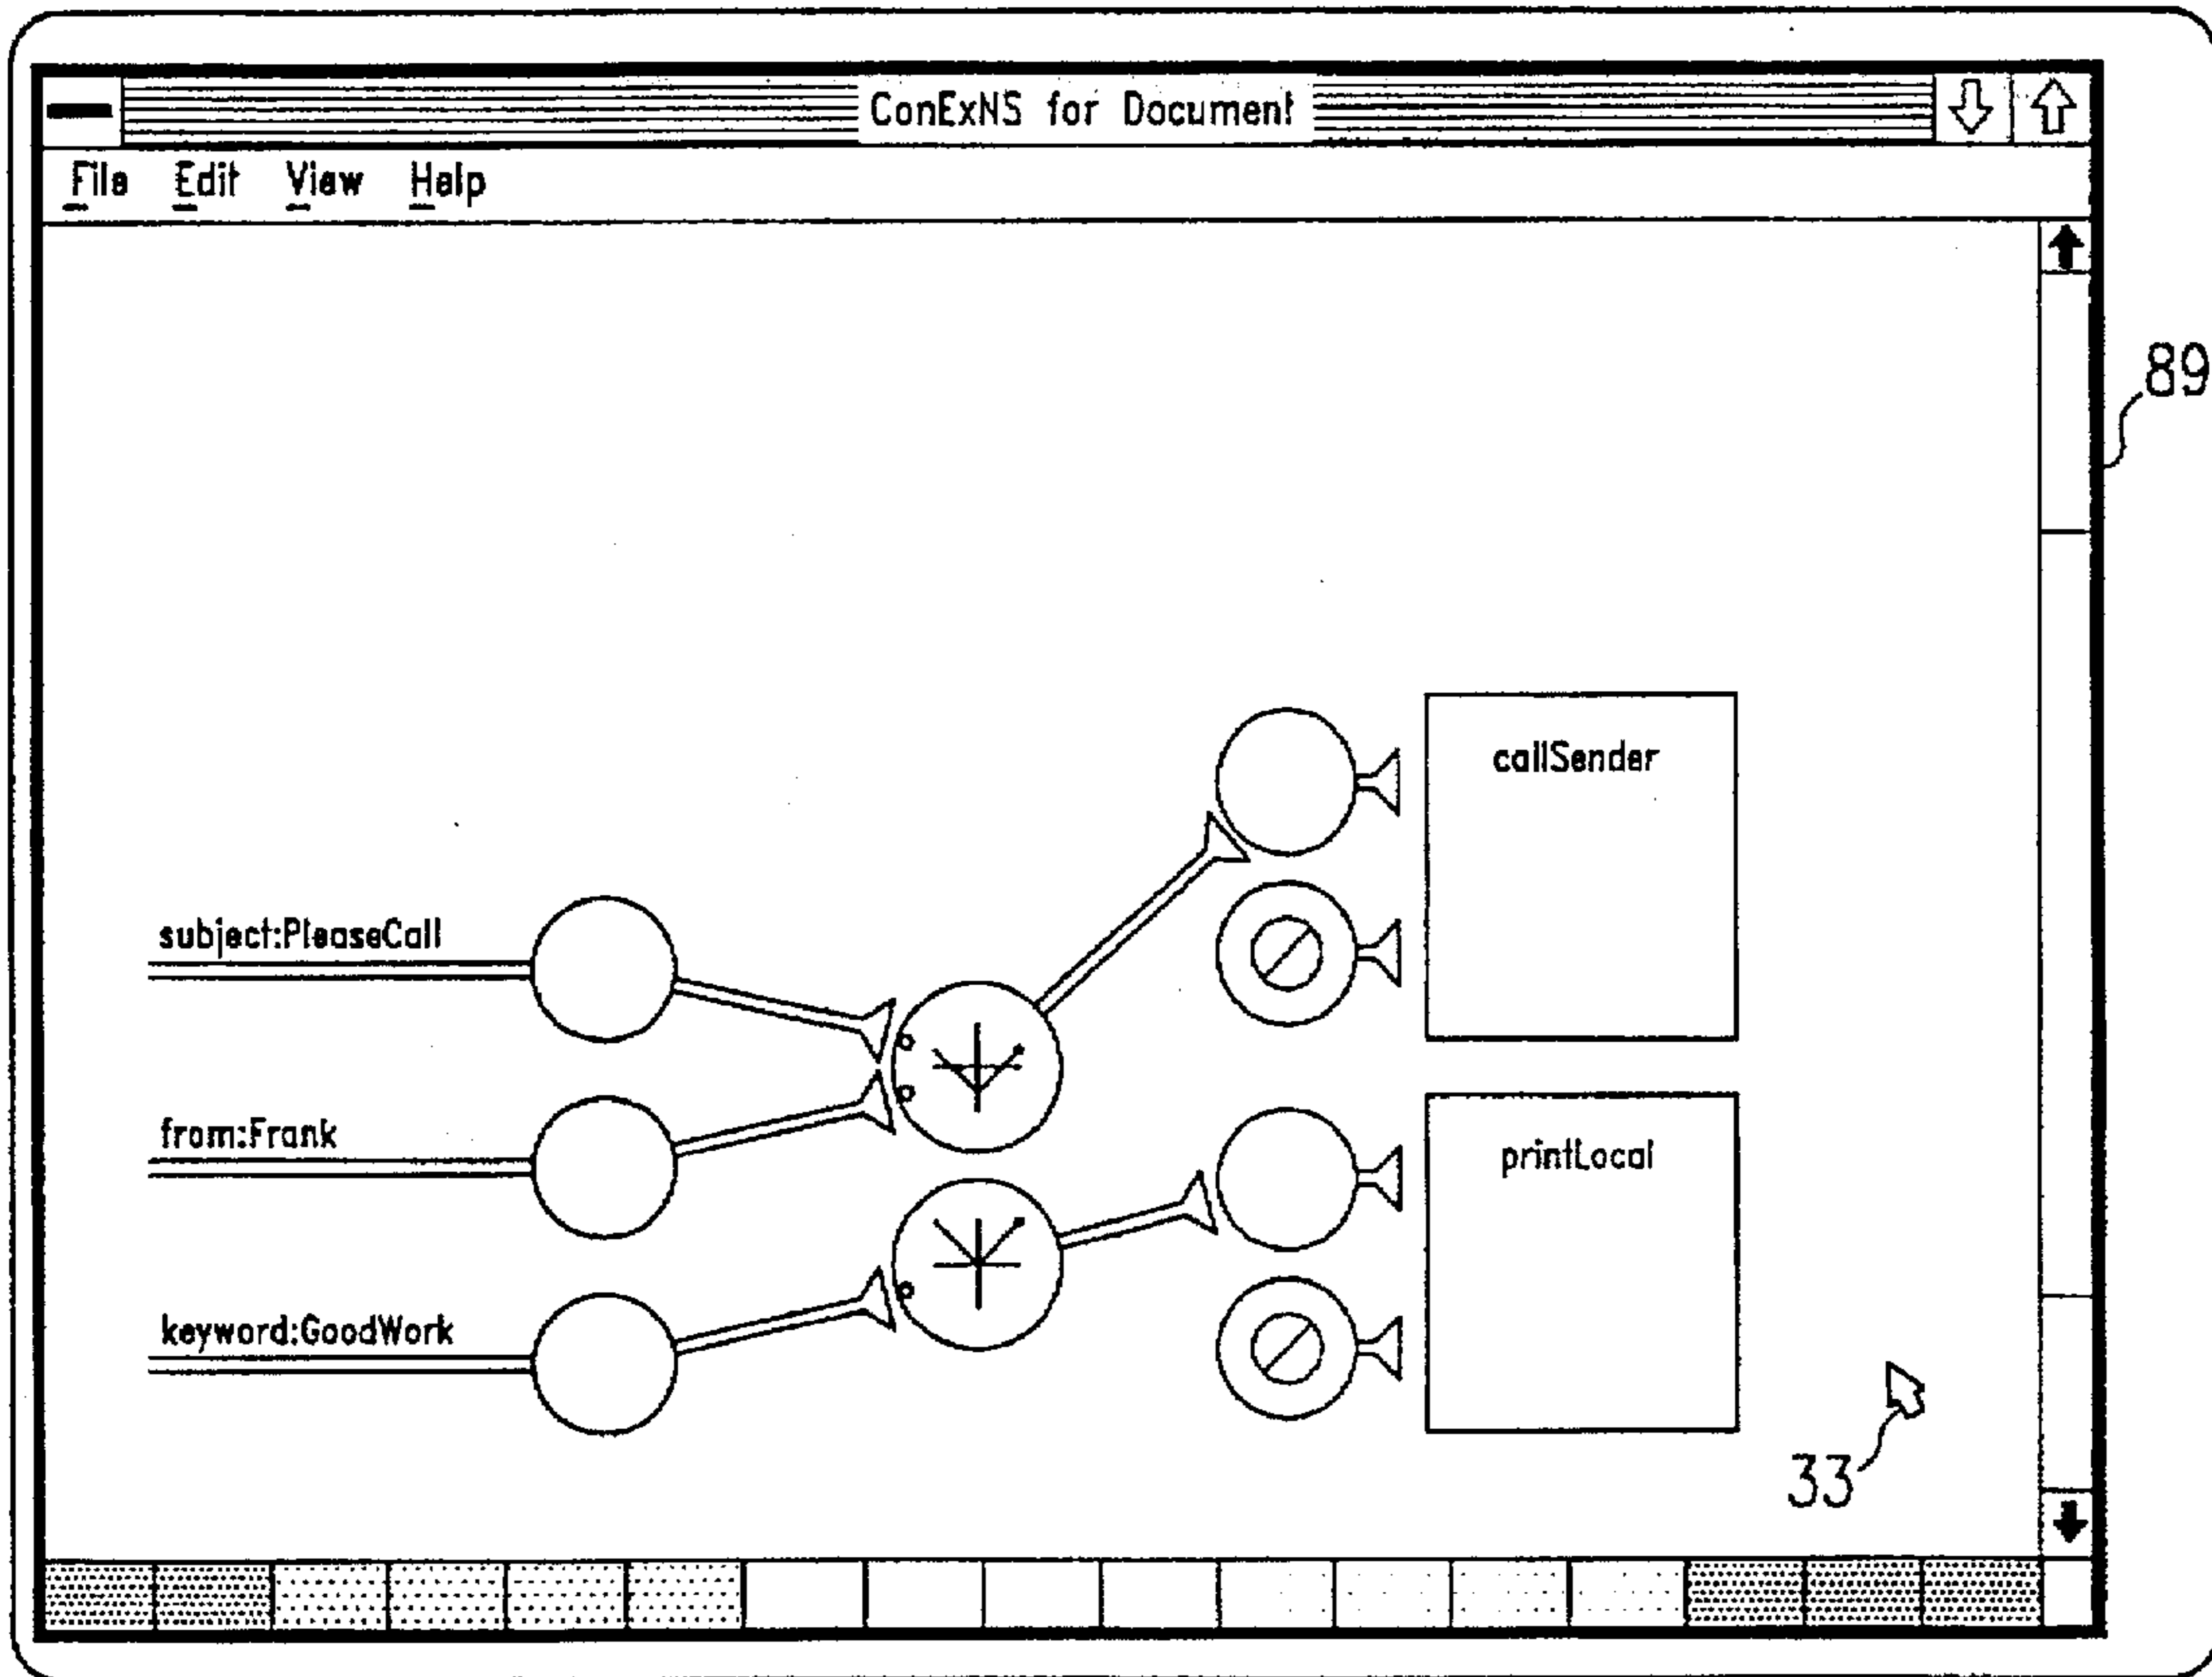 ConExNS for Document
File Edit View Help
89
callSender
subject:PleaseCall
from:Frank
printLocal
keyword:GoodWork
33